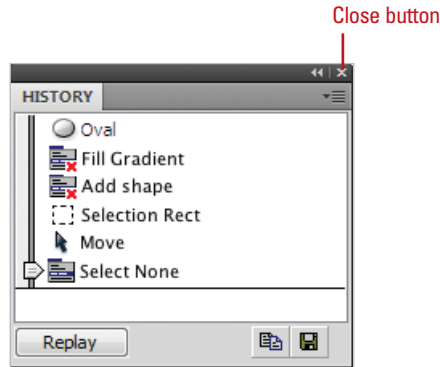 Close button
HISTORY
Oval
Fill Gradient
Add shape
Selection Rect
Move
Select None
Replay